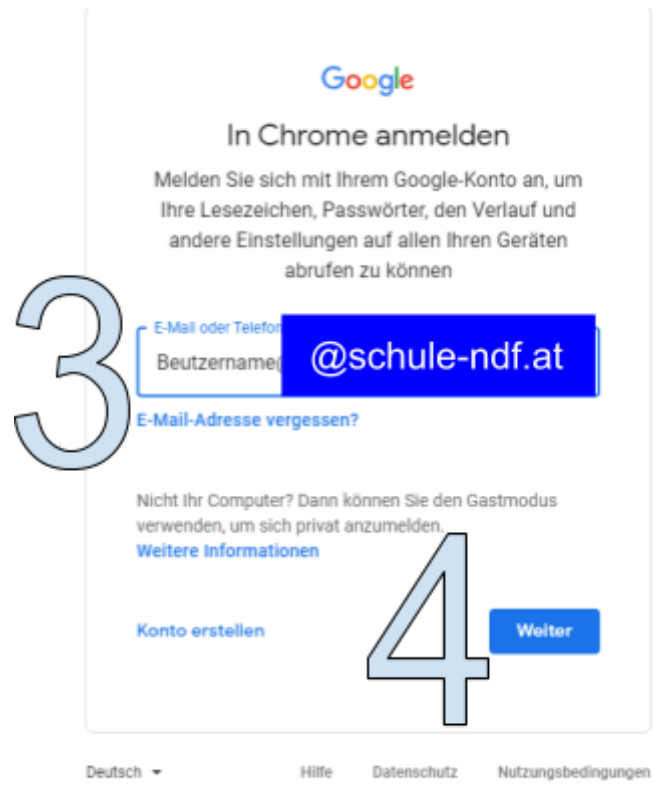 Google
In Chrome anmelden
Melden Sie sich mit Ihrem Google-Konto an, um
Ihre Lesezeichen, Passwörter, den Verlauf und
andere Einstellungen auf allen Ihren Geräten
abrufen zu können
3
E-Mail oder
Beutzername@
@schule-ndf.at
E-Mail-Adresse vergessen?
Nicht Ihr Computer? Dann können Sie den Gastmodus
verwenden, um sich privat anzumelden.
Weitere Informationen
4
Konto erstellen
Weiter
Deutsch
Hilfe
Datenschutz
Nutzungsbedingungen